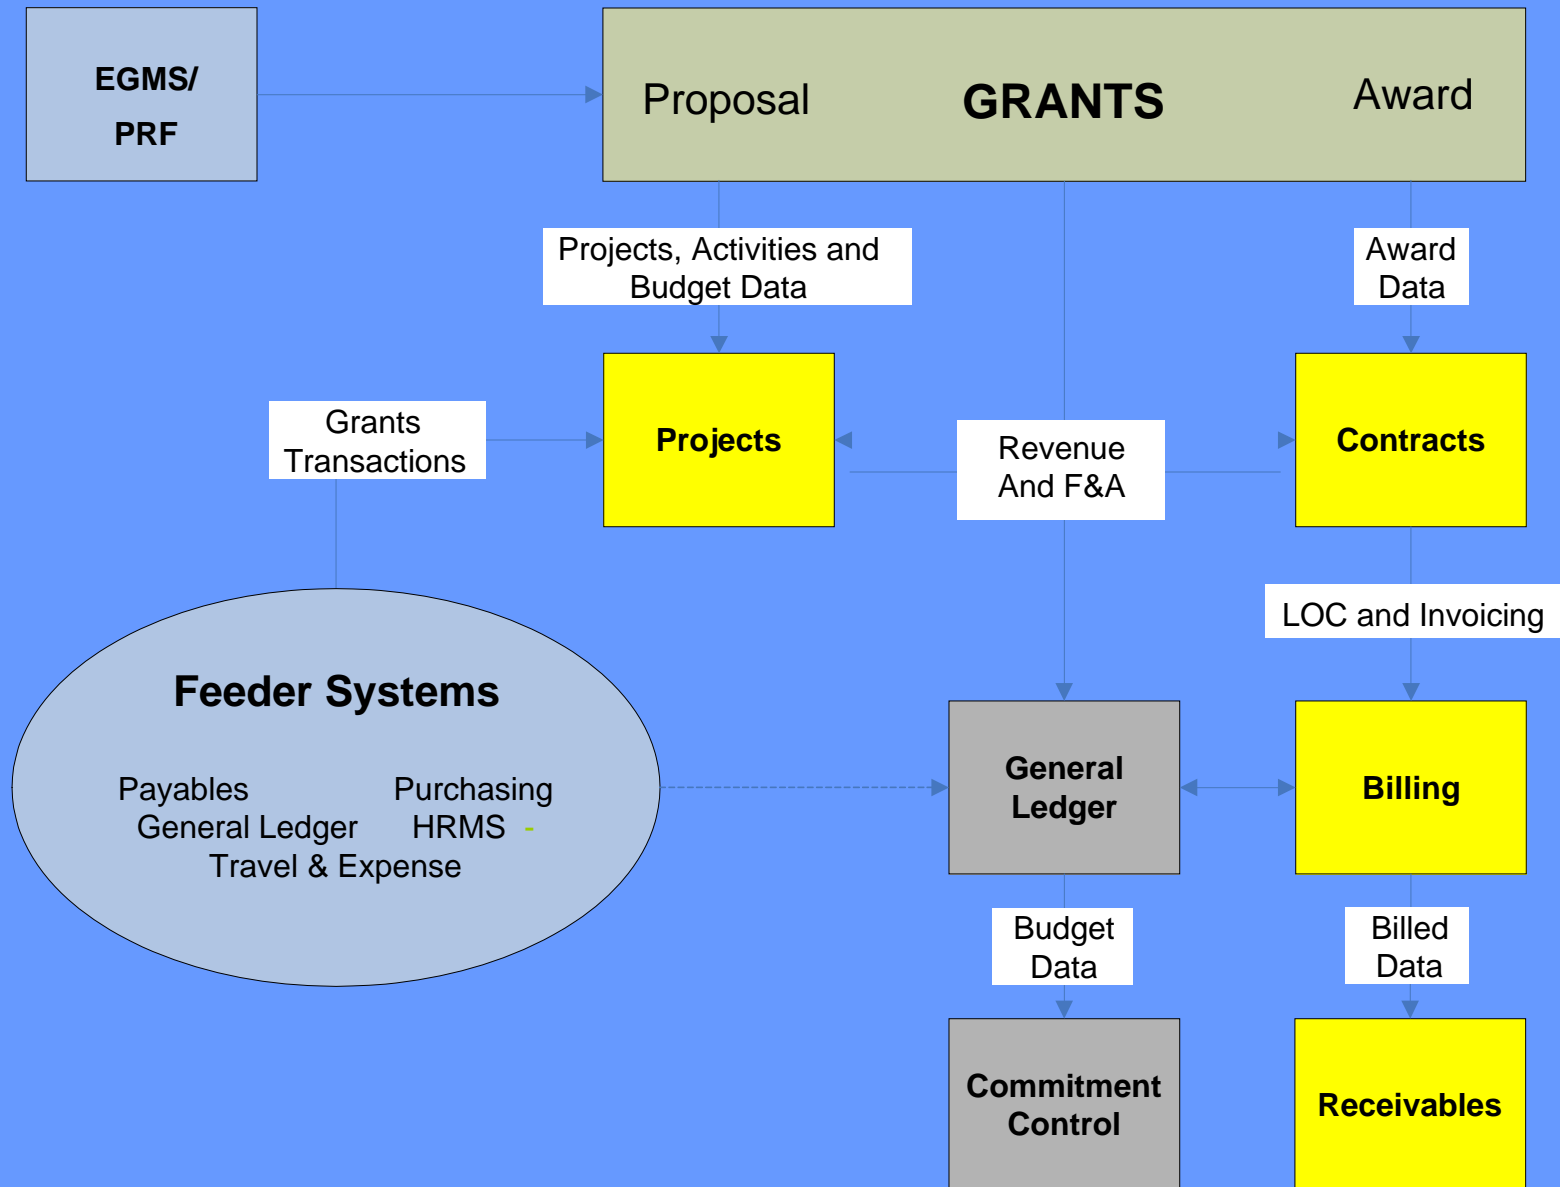 EGMS/
PRF
Proposal
GRANTS
Award
Projects, Activities and
Budget Data
Award
Data
Grants
Transactions
Projects
Revenue
And F&A
Contracts
LOC and Invoicing
Feeder Systems
Payables Purchasing
General Ledger HRMS -
Travel & Expense
General
Ledger
Billing
Budget
Data
Billed
Data
Commitment
Control
Receivables